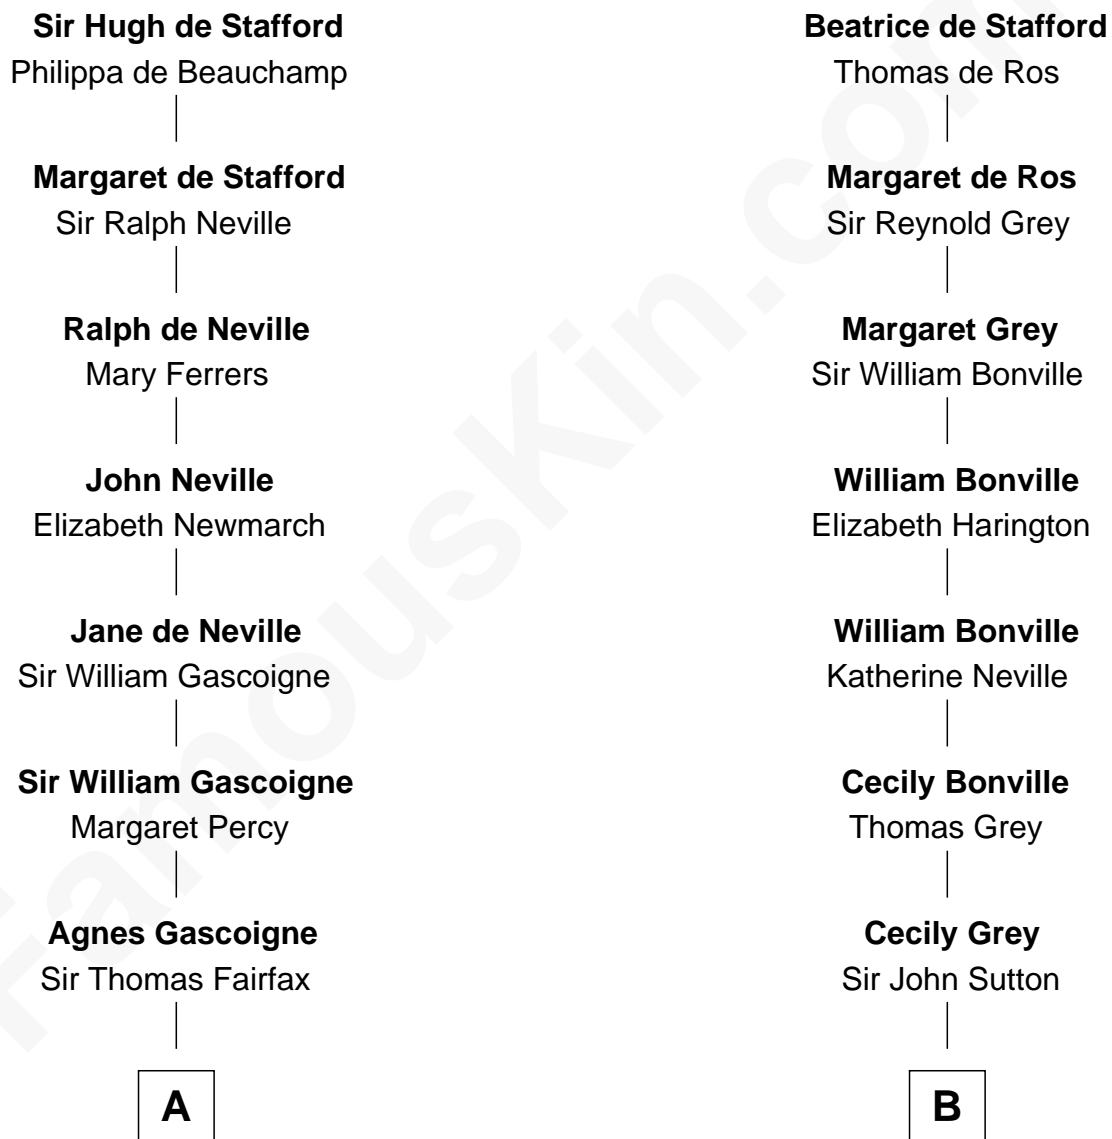 Sir Hugh de Stafford
Philippa de Beauchamp
Margaret de Stafford
Sir Ralph Neville
Ralph de Neville
Mary Ferrers
John Neville
Elizabeth Newmarch
Jane de Neville
Sir William Gascoigne
Sir William Gascoigne
Margaret Percy
Agnes Gascoigne
Sir Thomas Fairfax
A
Beatrice de Stafford
Thomas de Ros
Margaret de Ros
Sir Reynold Grey
Margaret Grey
Sir William Bonville
William Bonville
Elizabeth Harington
William Bonville
Katherine Neville
Cecily Bonville
Thomas Grey
Cecily Grey
Sir John Sutton
B
FamousKin.com